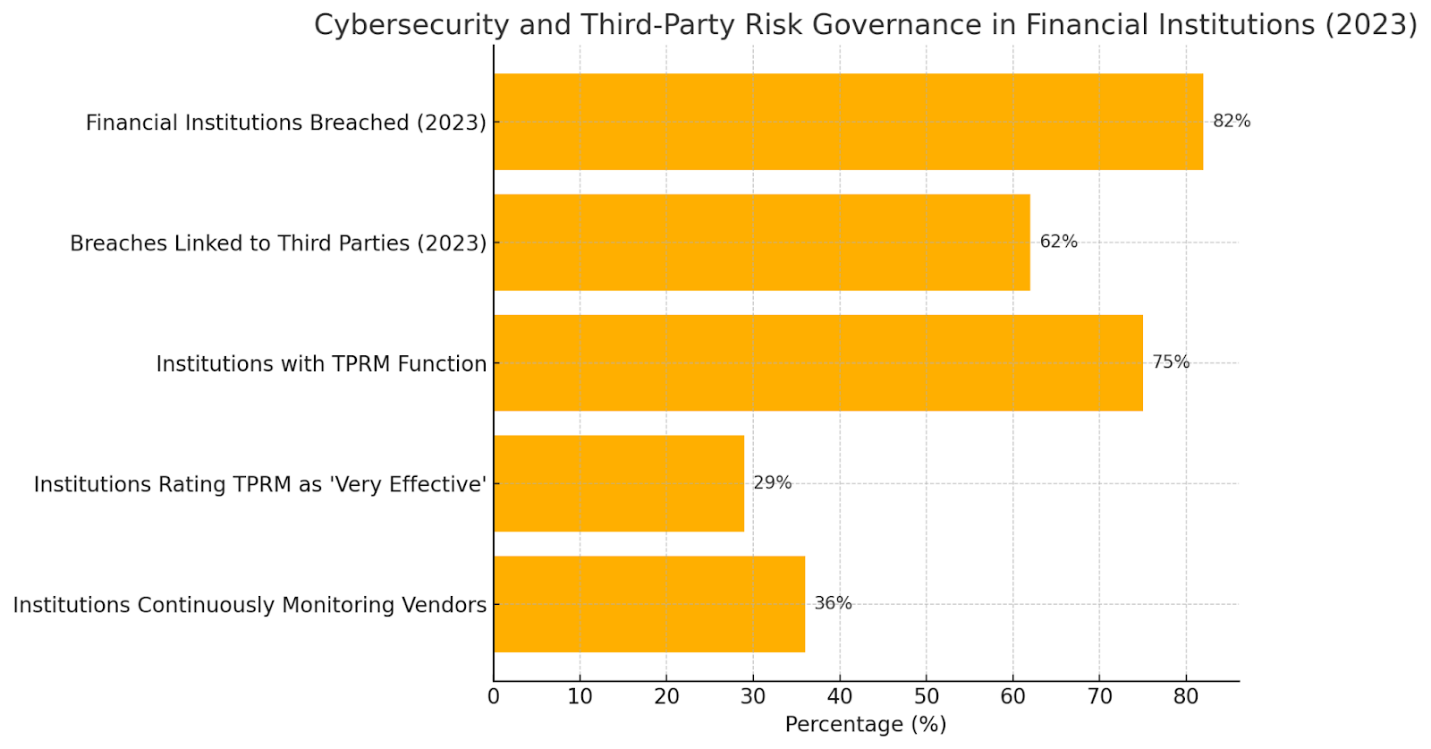 Cybersecurity and Third-Party Risk Governance in Financial Institutions (2023)
Financial Institutions Breached (2023)
82%
Breaches Linked to Third Parties (2023)
62%
Institutions with TPRM Function
75%
Institutions Rating TPRM as 'Very Effective'
29%
Institutions Continuously Monitoring Vendors
36%
0 10 20 30 40 50 60 70 80
Percentage (%)